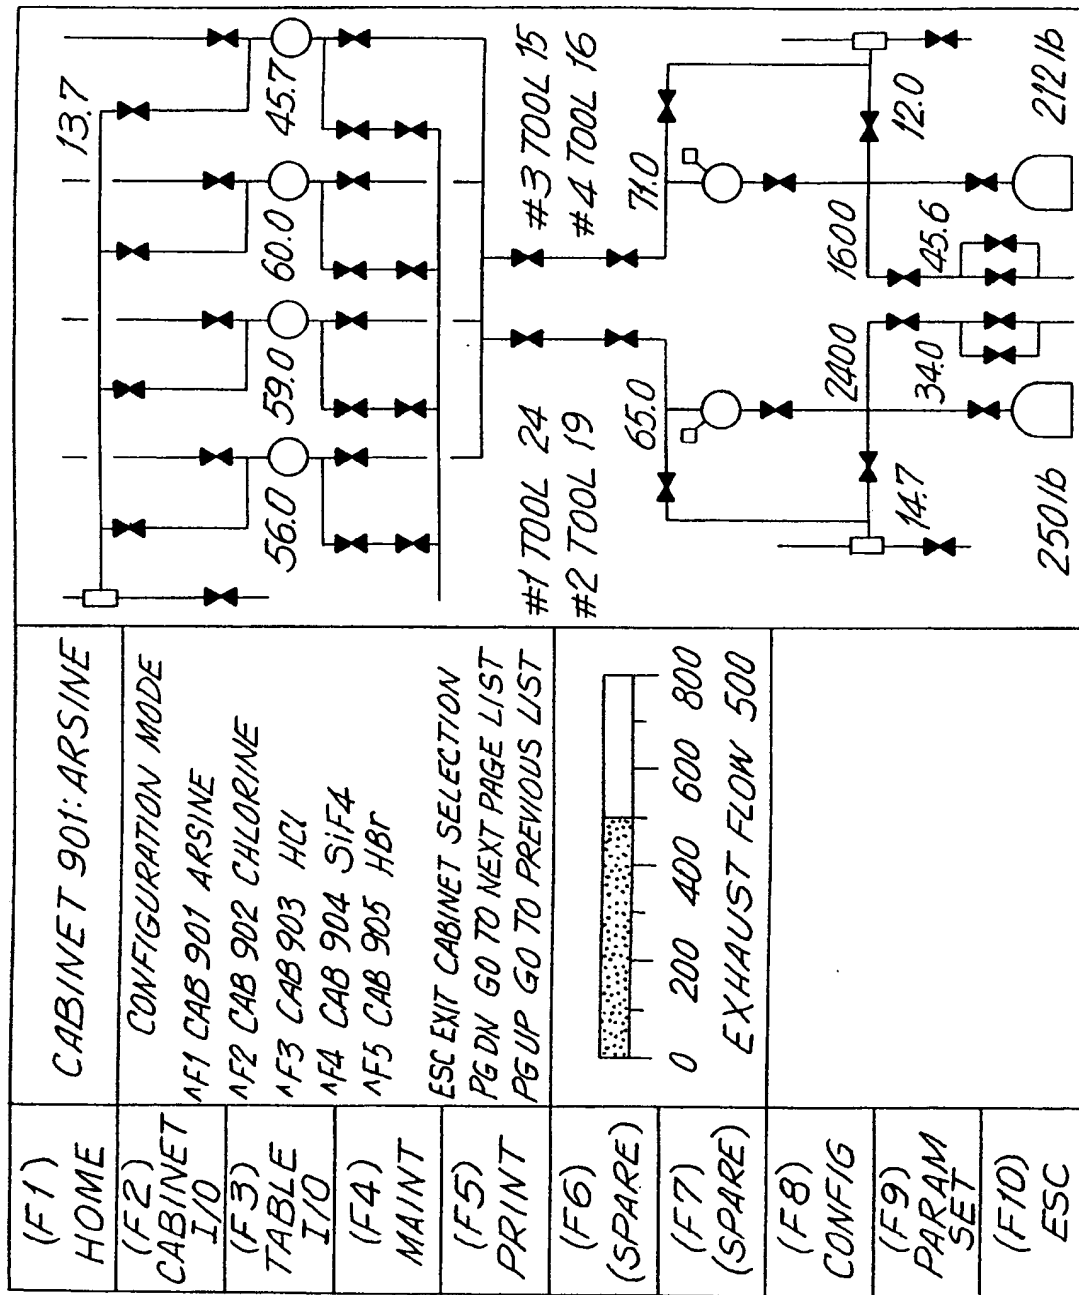 (F1)
HOME
(F2)
CABINET
I/O
(F3)
TABLE
I/O
(F4)
MAINT
(F5)
PRINT
(F6)
(SPARE)
(F7)
(SPARE)
(F8)
CONFIG
(F9)
PARAM
SET
(F10)
ESC
CABINET 901: ARSINE
CONFIGURATION MODE
^F1 CAB 901 ARSINE
^F2 CAB 902 CHLORINE
^F3 CAB 903 HCl
^F4 CAB 904 SiF4
^F5 CAB 905 HBr
ESC EXIT CABINET SELECTION
PG DN GO TO NEXT PAGE LIST
PG UP GO TO PREVIOUS LIST
0 200 400 600 800
EXHAUST FLOW 500
13.7
56.0 59.0 60.0 45.7
#1 TOOL 24
#2 TOOL 19
#3 TOOL 15
#4 TOOL 16
65.0 71.0
2400 1600
14.7 12.0
34.0 45.6
250 lb 212 lb